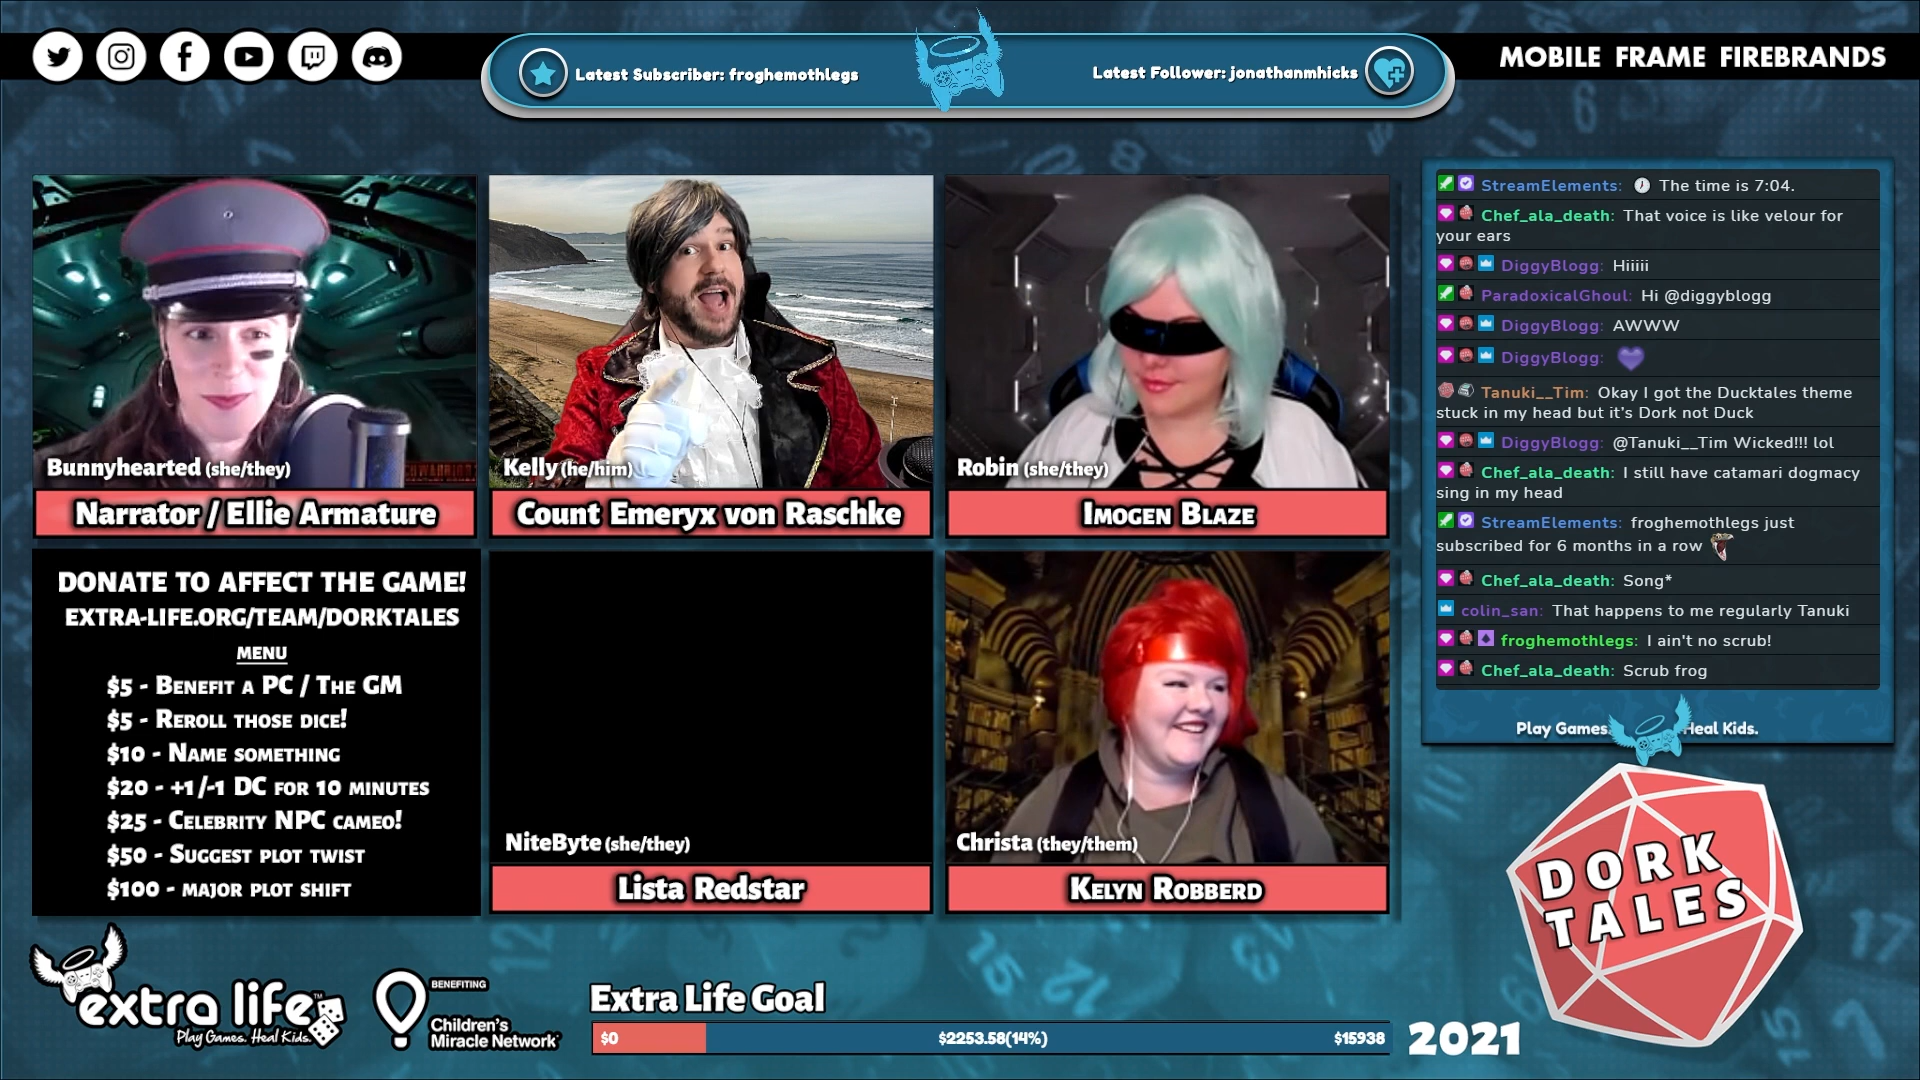 Latest Subscriber: froghemothlegs
Latest Follower: jonathanmhicks
MOBILE FRAME FIREBRANDS
Bunnyhearted (she/they)
Narrator / Ellie Armature
Kelly (he/him)
Count Emeryx von Raschke
Robin (she/they)
Imogen Blaze
DONATE TO AFFECT THE GAME!
EXTRA-LIFE.ORG/TEAM/DORKTALES
MENU
$5 - Benefit a PC / The GM
$5 - Reroll those dice!
$10 - Name something
$20 - +1/-1 DC for 10 minutes
$25 - Celebrity NPC cameo!
$50 - Suggest plot twist
$100 - major plot shift
NiteByte (she/they)
Lista Redstar
Christa (they/them)
Kelyn Robberd
StreamElements: The time is 7:04.
Chef_ala_death: That voice is like velour for
your ears
DiggyBlogg: Hiiiii
ParadoxicalGhoul: Hi @diggyblogg
DiggyBlogg: AWWW
DiggyBlogg: 💜
Tanuki__Tim: Okay I got the Ducktales theme
stuck in my head but it's Dork not Duck
DiggyBlogg: @Tanuki__Tim Wicked!!! lol
Chef_ala_death: I still have catamari dogmacy
sing in my head
StreamElements: froghemothlegs just
subscribed for 6 months in a row
Chef_ala_death: Song*
colin_san: That happens to me regularly Tanuki
froghemothlegs: I ain't no scrub!
Chef_ala_death: Scrub frog
Play Games. Heal Kids.
DORK
TALES
extra life
Play Games. Heal Kids.
BENEFITING
Children's
Miracle Network
Extra Life Goal
$0 $2253.58(14%) $15938
2021